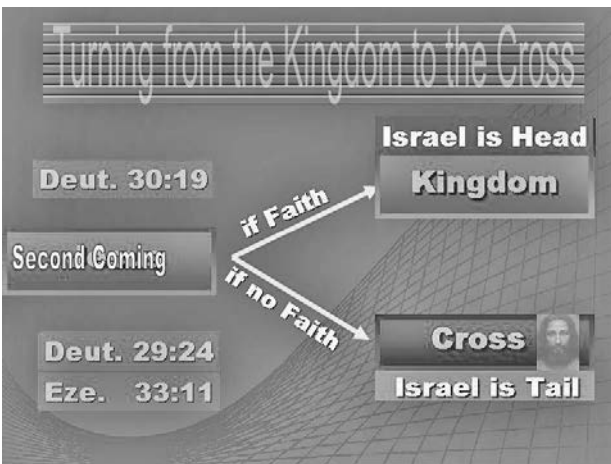 Turning from the Kingdom to the Cross
Israel is Head
Deut. 30:19
Kingdom
if Faith
Second Coming
if no Faith
Deut. 29:24
Cross
Eze. 33:11
Israel is Tail